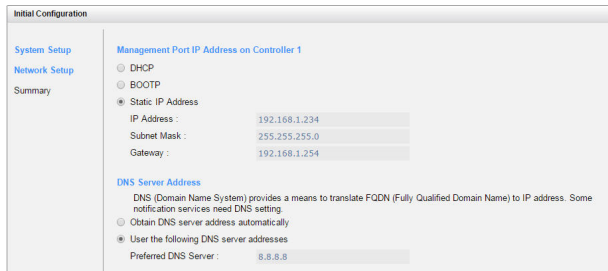 Initial Configuration
System Setup
Network Setup
Summary
Management Port IP Address on Controller 1
DHCP
BOOTP
Static IP Address
IP Address : 192.168.1.234
Subnet Mask : 255.255.255.0
Gateway : 192.168.1.254
DNS Server Address
DNS (Domain Name System) provides a means to translate FQDN (Fully Qualified Domain Name) to IP address. Some
notification services need DNS setting.
Obtain DNS server address automatically
User the following DNS server addresses
Preferred DNS Server : 8.8.8.8